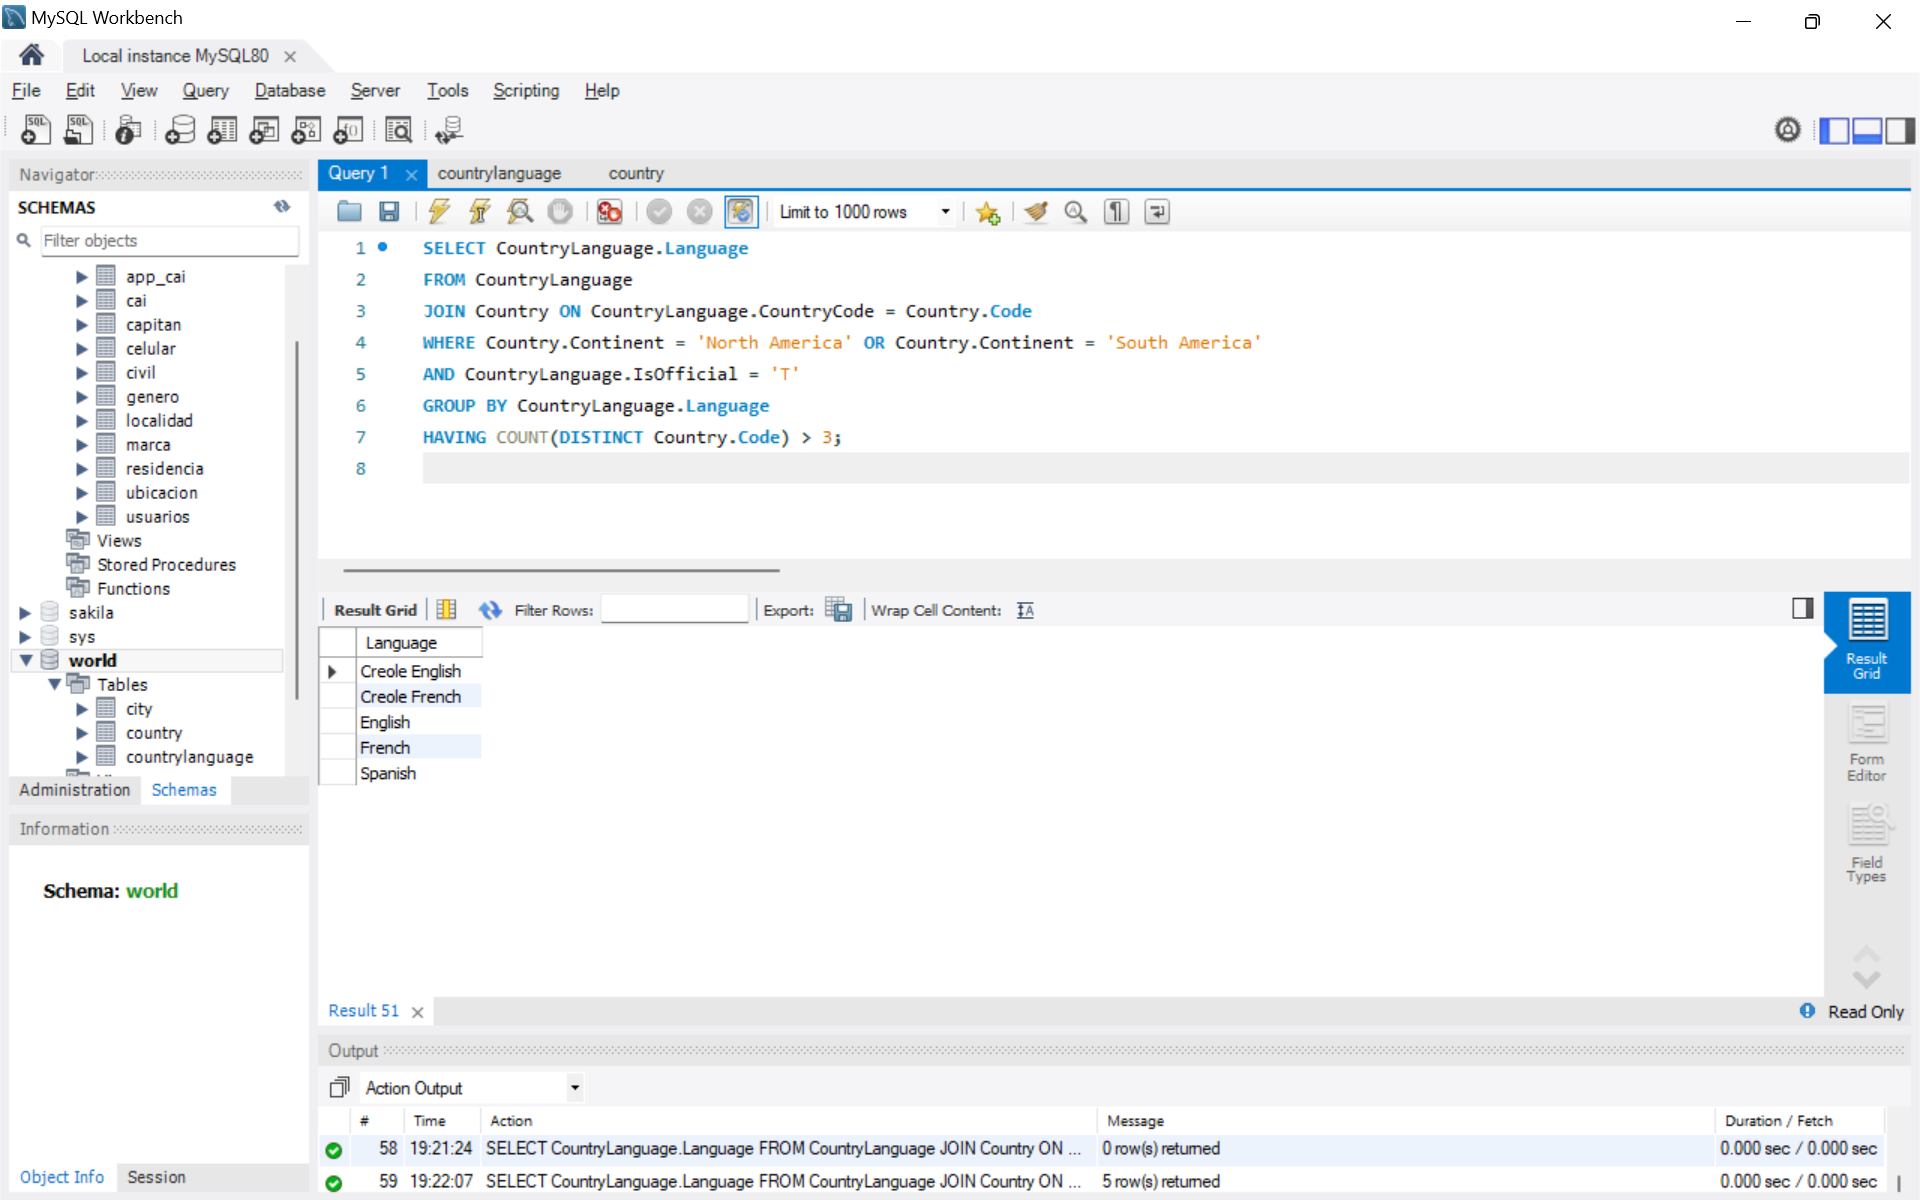 MySQL Workbench
Local instance MySQL80
File Edit View Query Database Server Tools Scripting Help
Navigator
SCHEMAS
Filter objects
app_cai
cai
capitan
celular
civil
genero
localidad
marca
residencia
ubicacion
usuarios
Views
Stored Procedures
Functions
sakila
sys
world
Tables
city
country
countrylanguage
Administration Schemas
Information
Schema: world
Object Info Session
Query 1 countrylanguage country
Limit to 1000 rows
1 SELECT CountryLanguage.Language
2 FROM CountryLanguage
3 JOIN Country ON CountryLanguage.CountryCode = Country.Code
4 WHERE Country.Continent = 'North America' OR Country.Continent = 'South America'
5 AND CountryLanguage.IsOfficial = 'T'
6 GROUP BY CountryLanguage.Language
7 HAVING COUNT(DISTINCT Country.Code) > 3;
8
Result Grid Filter Rows: Export: Wrap Cell Content:
Language
Creole English
Creole French
English
French
Spanish
Result
Grid
Form
Editor
Field
Types
Result 51 Read Only
Output
Action Output
# Time Action Message Duration / Fetch
58 19:21:24 SELECT CountryLanguage.Language FROM CountryLanguage JOIN Country ON ... 0 row(s) returned 0.000 sec / 0.000 sec
59 19:22:07 SELECT CountryLanguage.Language FROM CountryLanguage JOIN Country ON ... 5 row(s) returned 0.000 sec / 0.000 sec